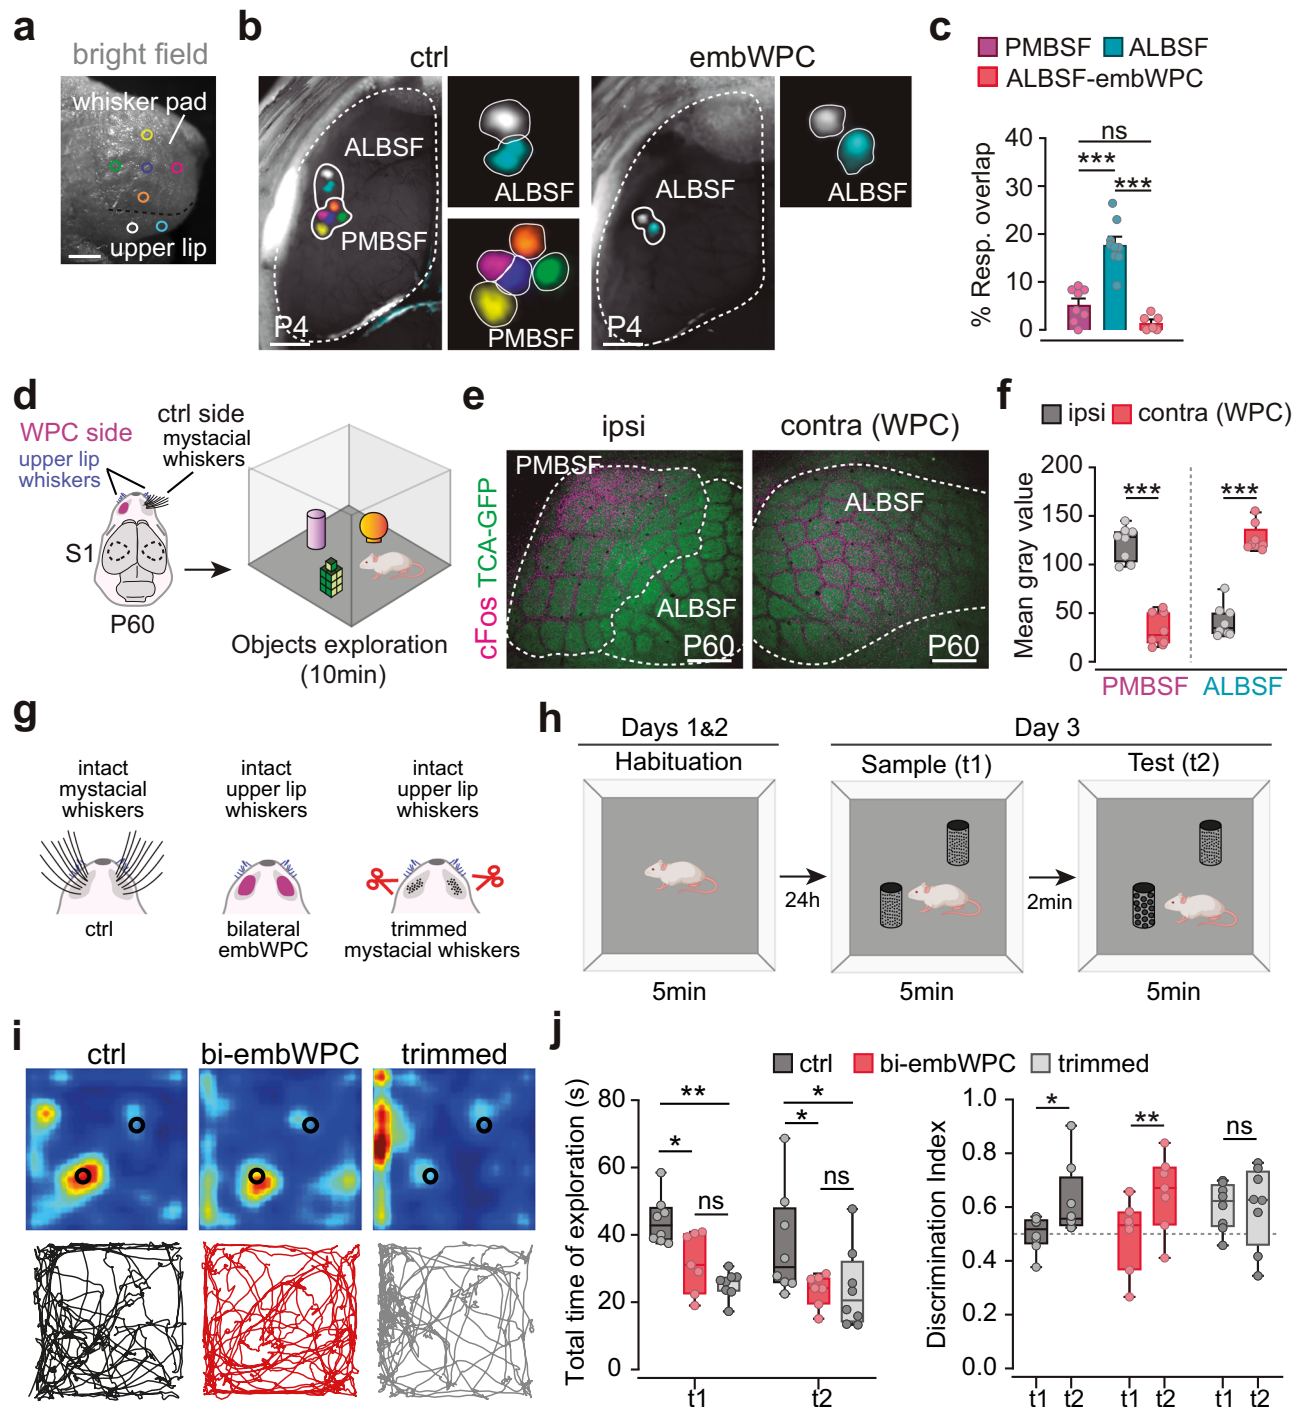 a
bright field
whisker pad
upper lip
b
ctrl
embWPC
ALBSF
PMBSF
P4
ALBSF
PMBSF
ALBSF
P4
ALBSF
c
PMBSF
ALBSF
ALBSF-embWPC
% Resp. overlap
40
30
20
10
0
ns
***
***
d
WPC side
ctrl side
upper lip
whiskers
mystacial
whiskers
S1
P60
Objects exploration
(10min)
e
cFos TCA-GFP
ipsi
contra (WPC)
PMBSF
ALBSF
P60
ALBSF
P60
f
ipsi
contra (WPC)
Mean gray value
200
150
100
50
0
***
***
PMBSF
ALBSF
g
intact
mystacial
whiskers
intact
upper lip
whiskers
intact
upper lip
whiskers
ctrl
bilateral
embWPC
trimmed
mystacial whiskers
h
Days 1&2
Day 3
Habituation
Sample (t1)
Test (t2)
24h
2min
5min
5min
5min
i
ctrl
bi-embWPC
trimmed
j
ctrl
bi-embWPC
trimmed
Total time of exploration (s)
80
60
40
20
0
**
*
ns
*
*
ns
t1
t2
Discrimination Index
1.0
0.8
0.6
0.4
0.2
0.0
*
**
ns
t1
t2
t1
t2
t1
t2